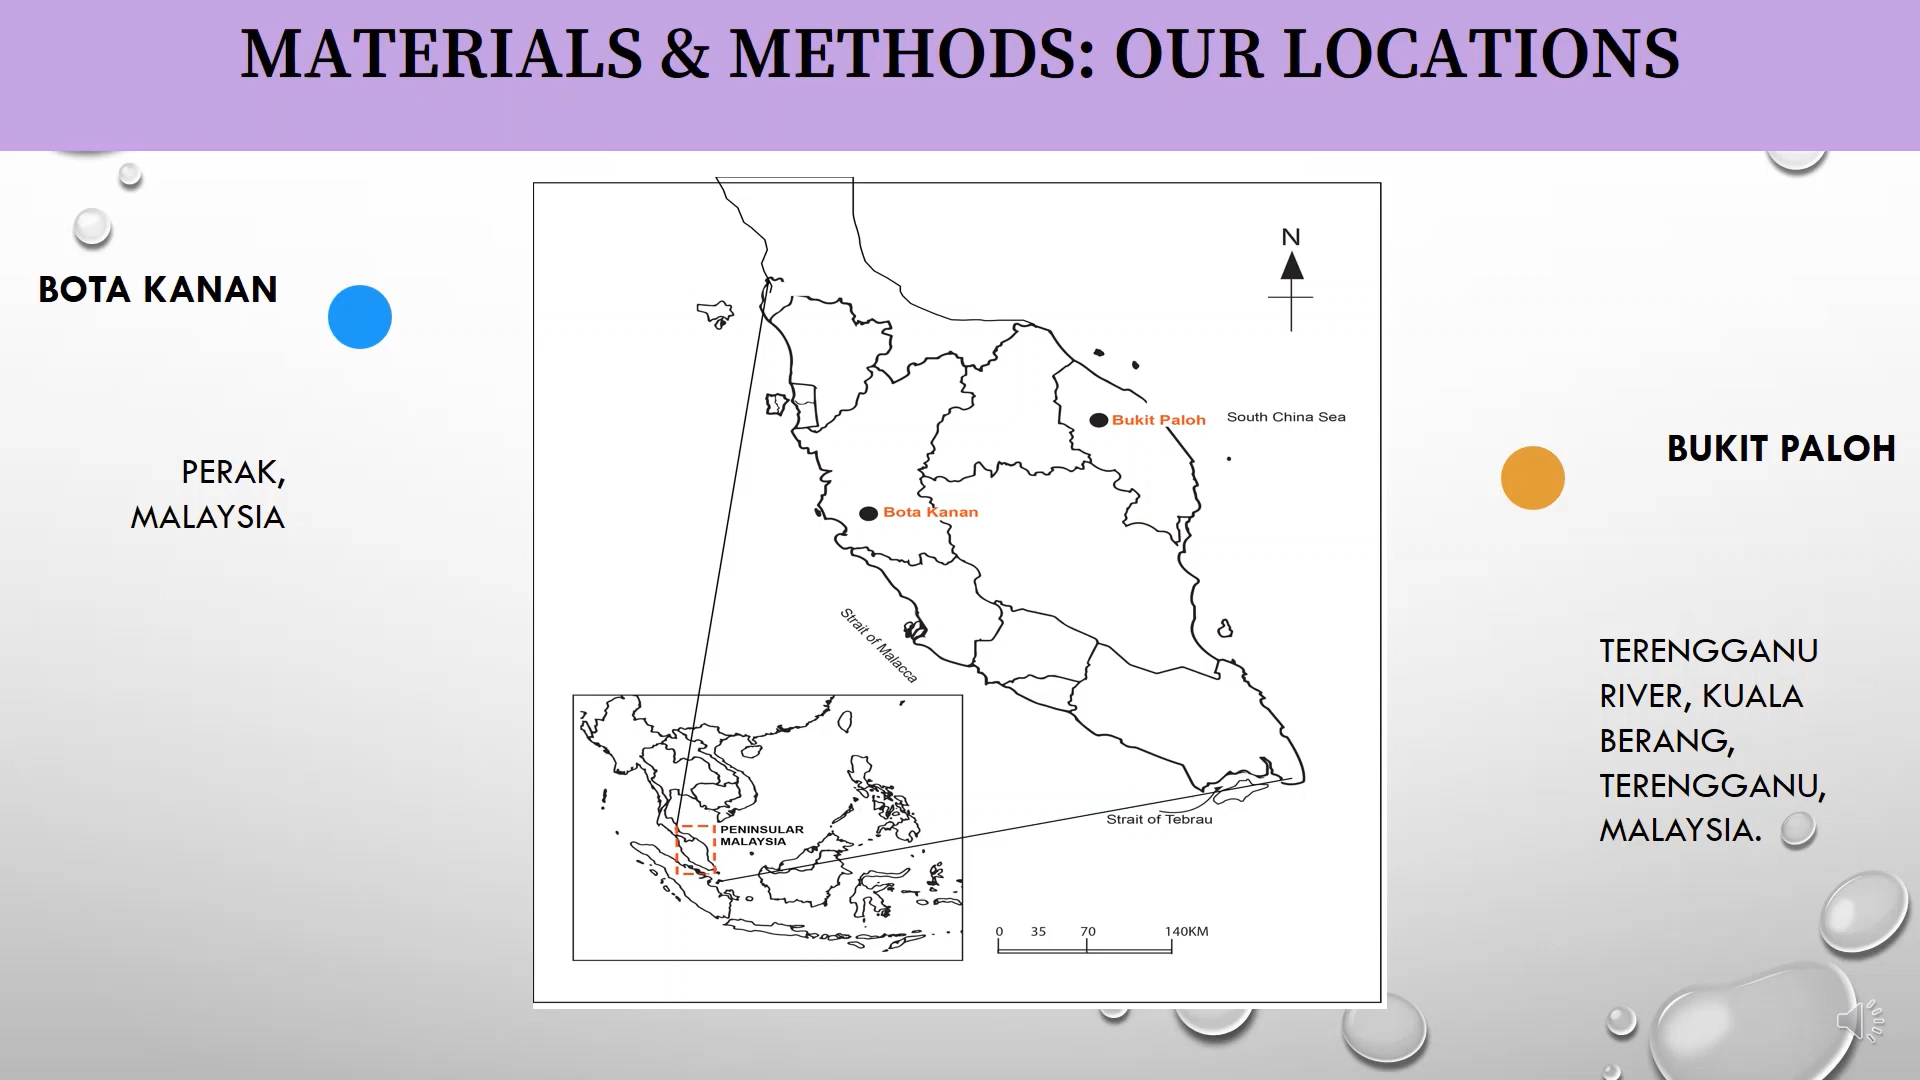 MATERIALS & METHODS: OUR LOCATIONS
BOTA KANAN
PERAK,
MALAYSIA
N
Bukit Paloh
South China Sea
Bota Kanan
Strait of Malacca
PENINSULAR
MALAYSIA
Strait of Tebrau
0 35 70 140KM
BUKIT PALOH
TERENGGANU
RIVER, KUALA
BERANG,
TERENGGANU,
MALAYSIA.